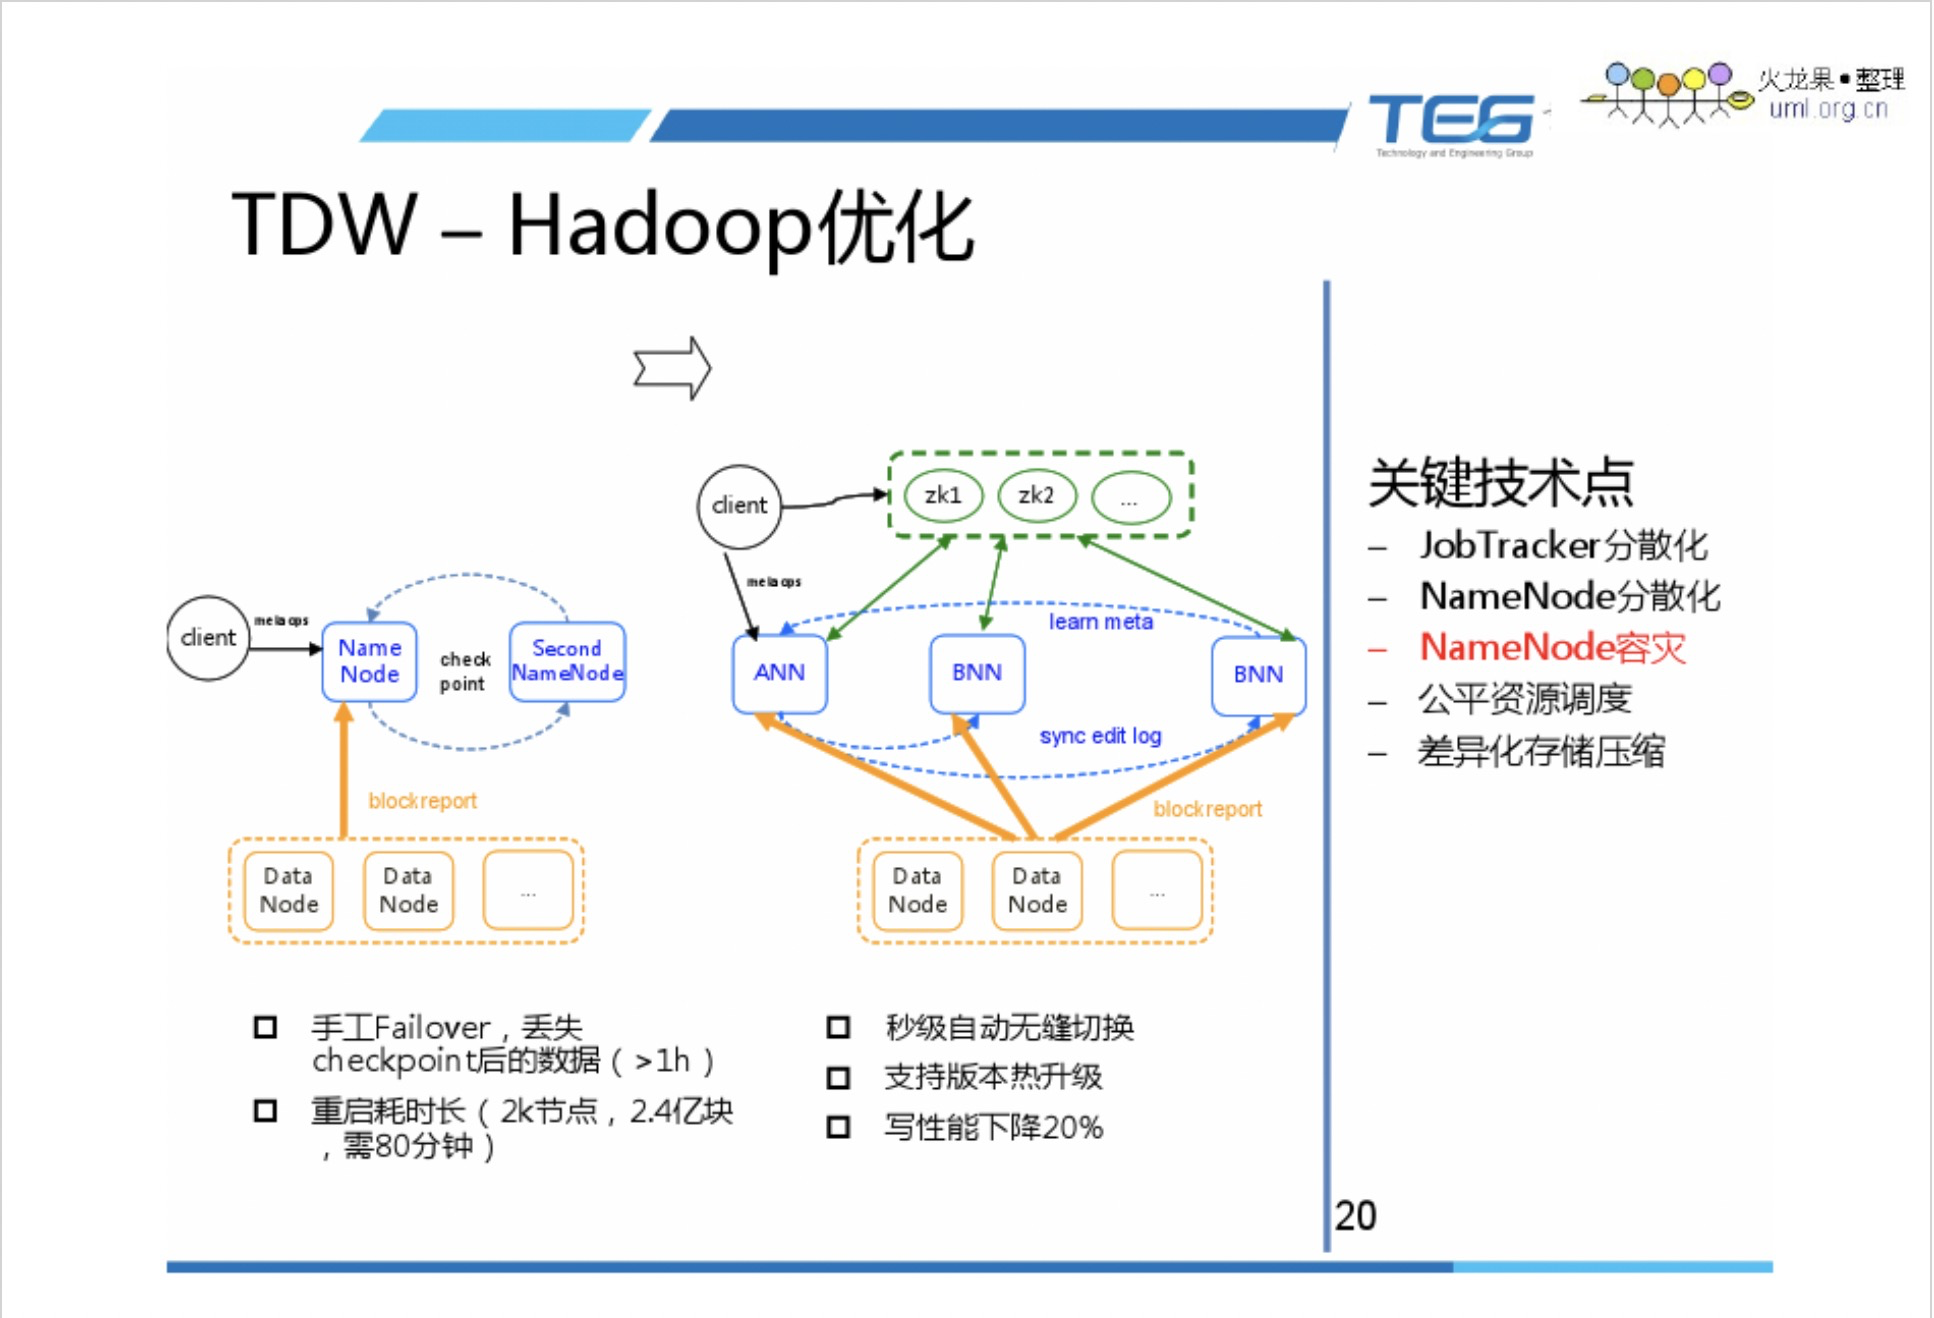 火龙果•整理
uml.org.cn
TEG
Technology and Engineering Group
TDW – Hadoop优化
client
metaops
Name
Node
check
point
Second
NameNode
blockreport
Data
Node
Data
Node
...
client
zk1
zk2
...
metaops
learn meta
ANN
BNN
BNN
sync edit log
blockreport
Data
Node
Data
Node
...
手工Failover，丢失
checkpoint后的数据（>1h）
重启耗时长（2k节点，2.4亿块
，需80分钟）
秒级自动无缝切换
支持版本热升级
写性能下降20%
关键技术点
– JobTracker分散化
– NameNode分散化
– NameNode容灾
– 公平资源调度
– 差异化存储压缩
20